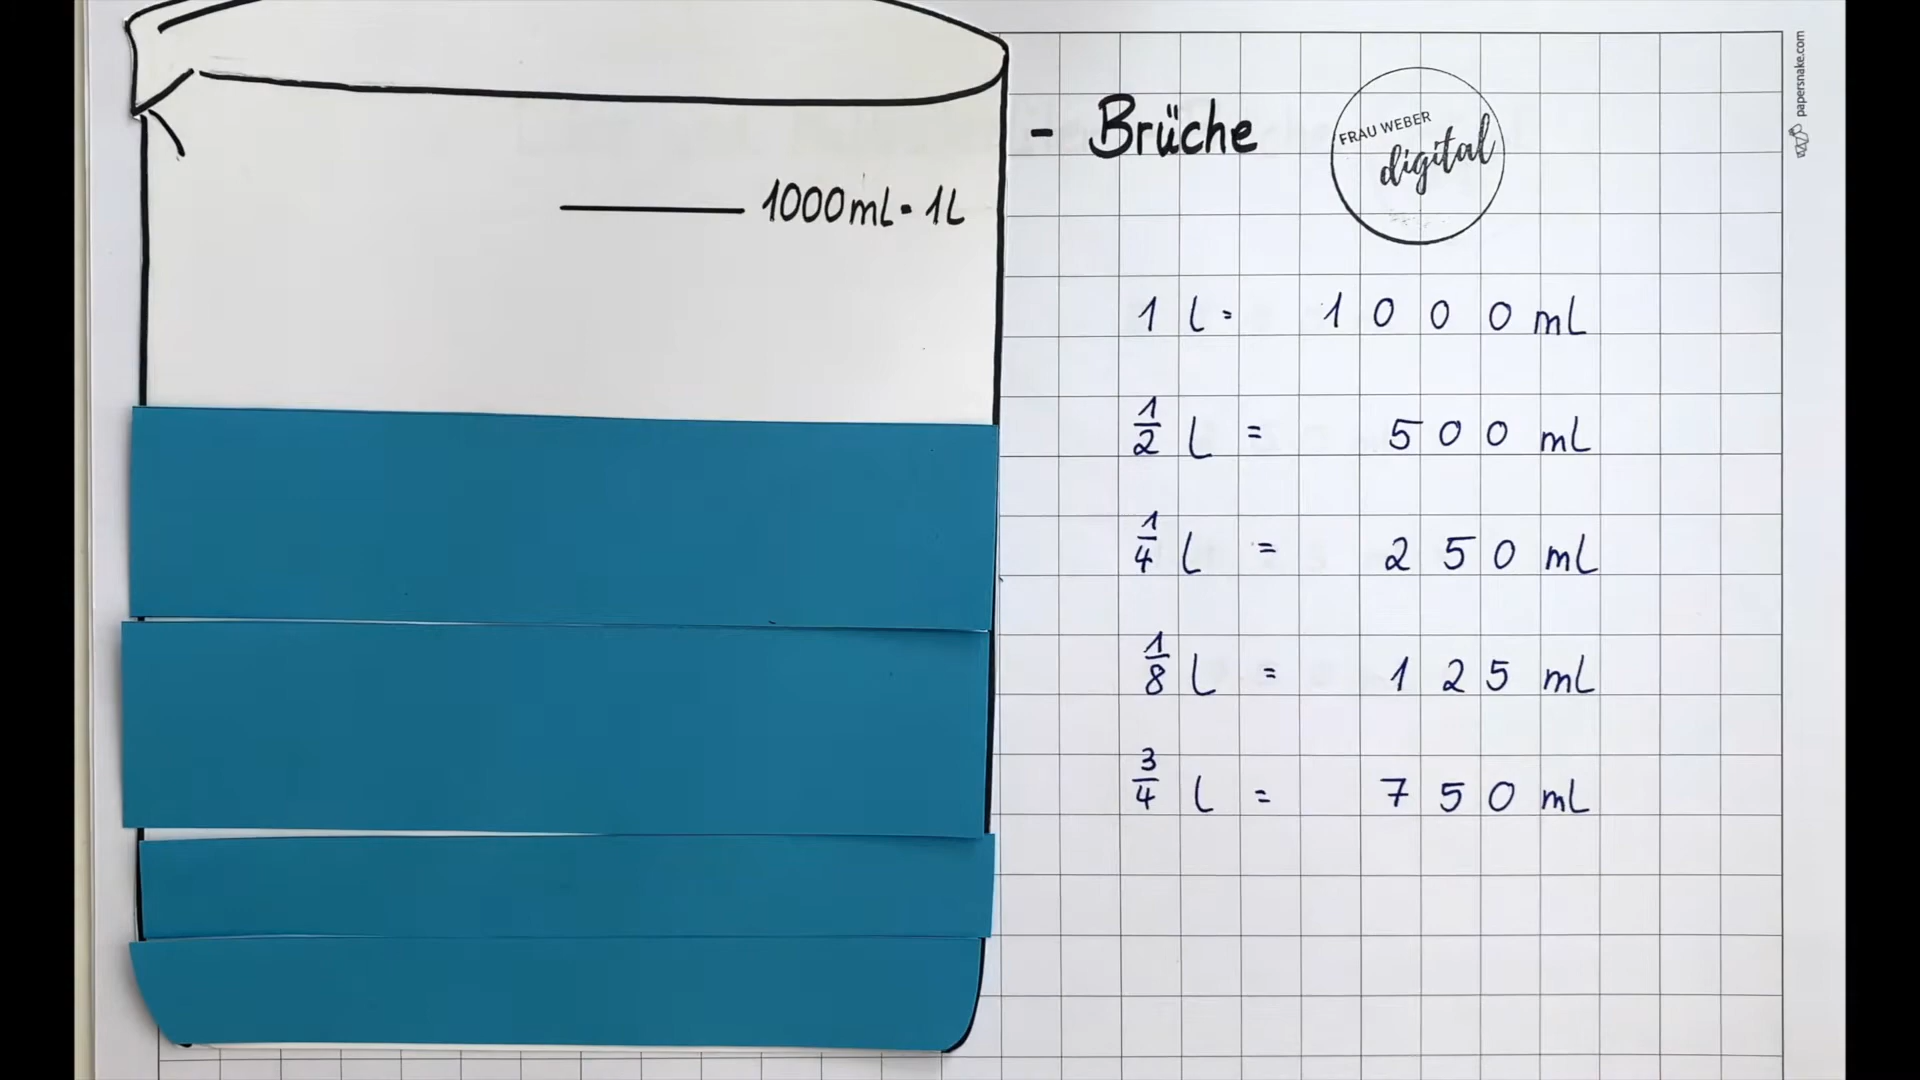 - Brüche
FRAU WEBER
digital
papersnake.com
1000ml = 1L
1 l = 1000 ml
1/2 l = 500 ml
1/4 l = 250 ml
1/8 l = 125 ml
3/4 l = 750 ml